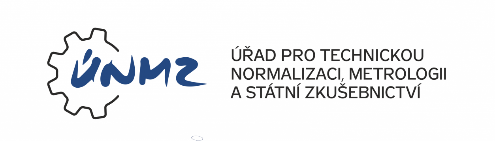 ÚNMZ
ÚŘAD PRO TECHNICKOU
NORMALIZACI, METROLOGII
A STÁTNÍ ZKUŠEBNICTVÍ